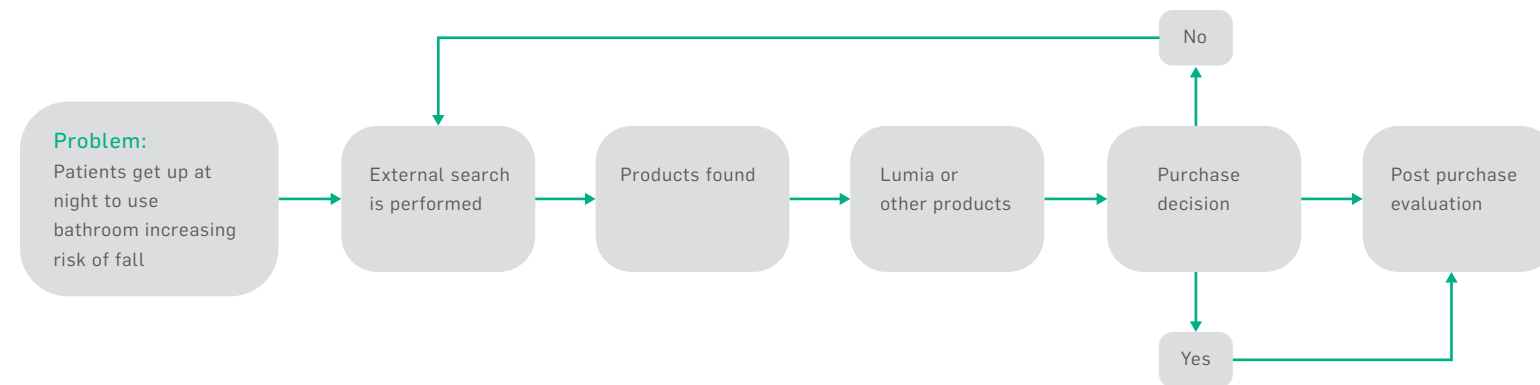 No
Problem:
Patients get up at
night to use
bathroom increasing
risk of fall
External search
is performed
Products found
Lumia or
other products
Purchase
decision
Post purchase
evaluation
Yes